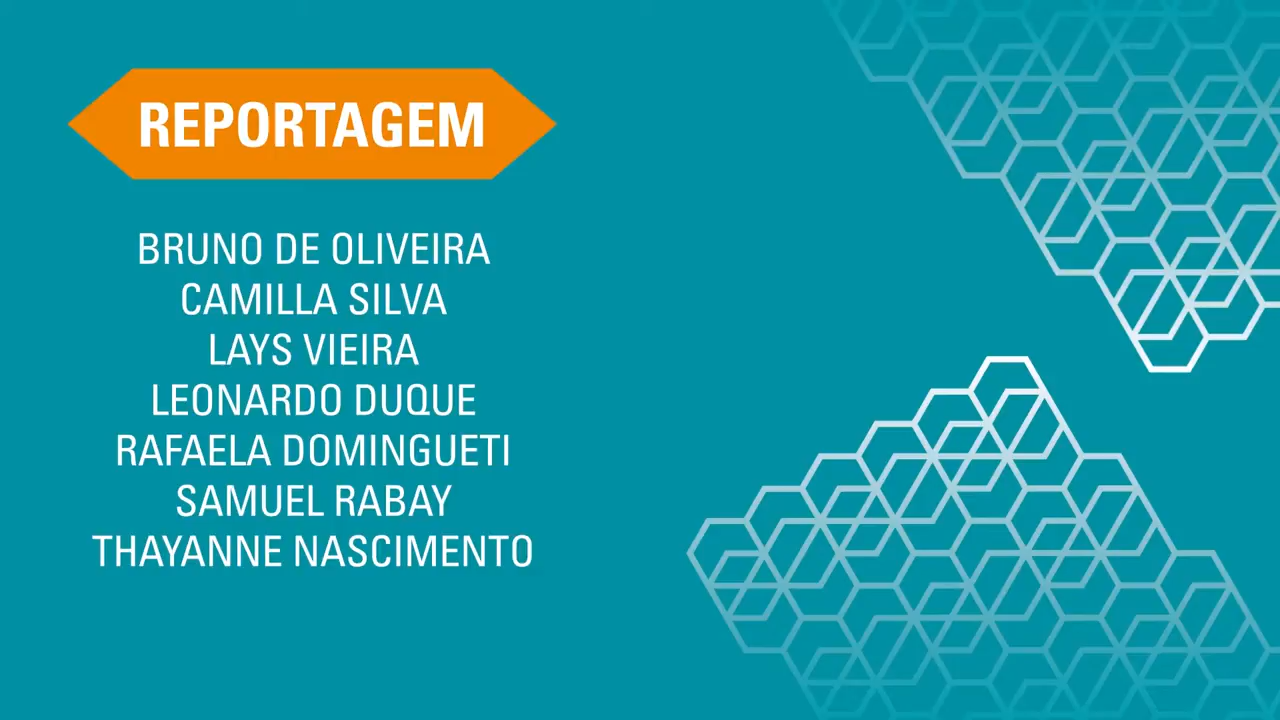 REPORTAGEM
BRUNO DE OLIVEIRA
CAMILLA SILVA
LAYS VIEIRA
LEONARDO DUQUE
RAFAELA DOMINGUETI
SAMUEL RABAY
THAYANNE NASCIMENTO